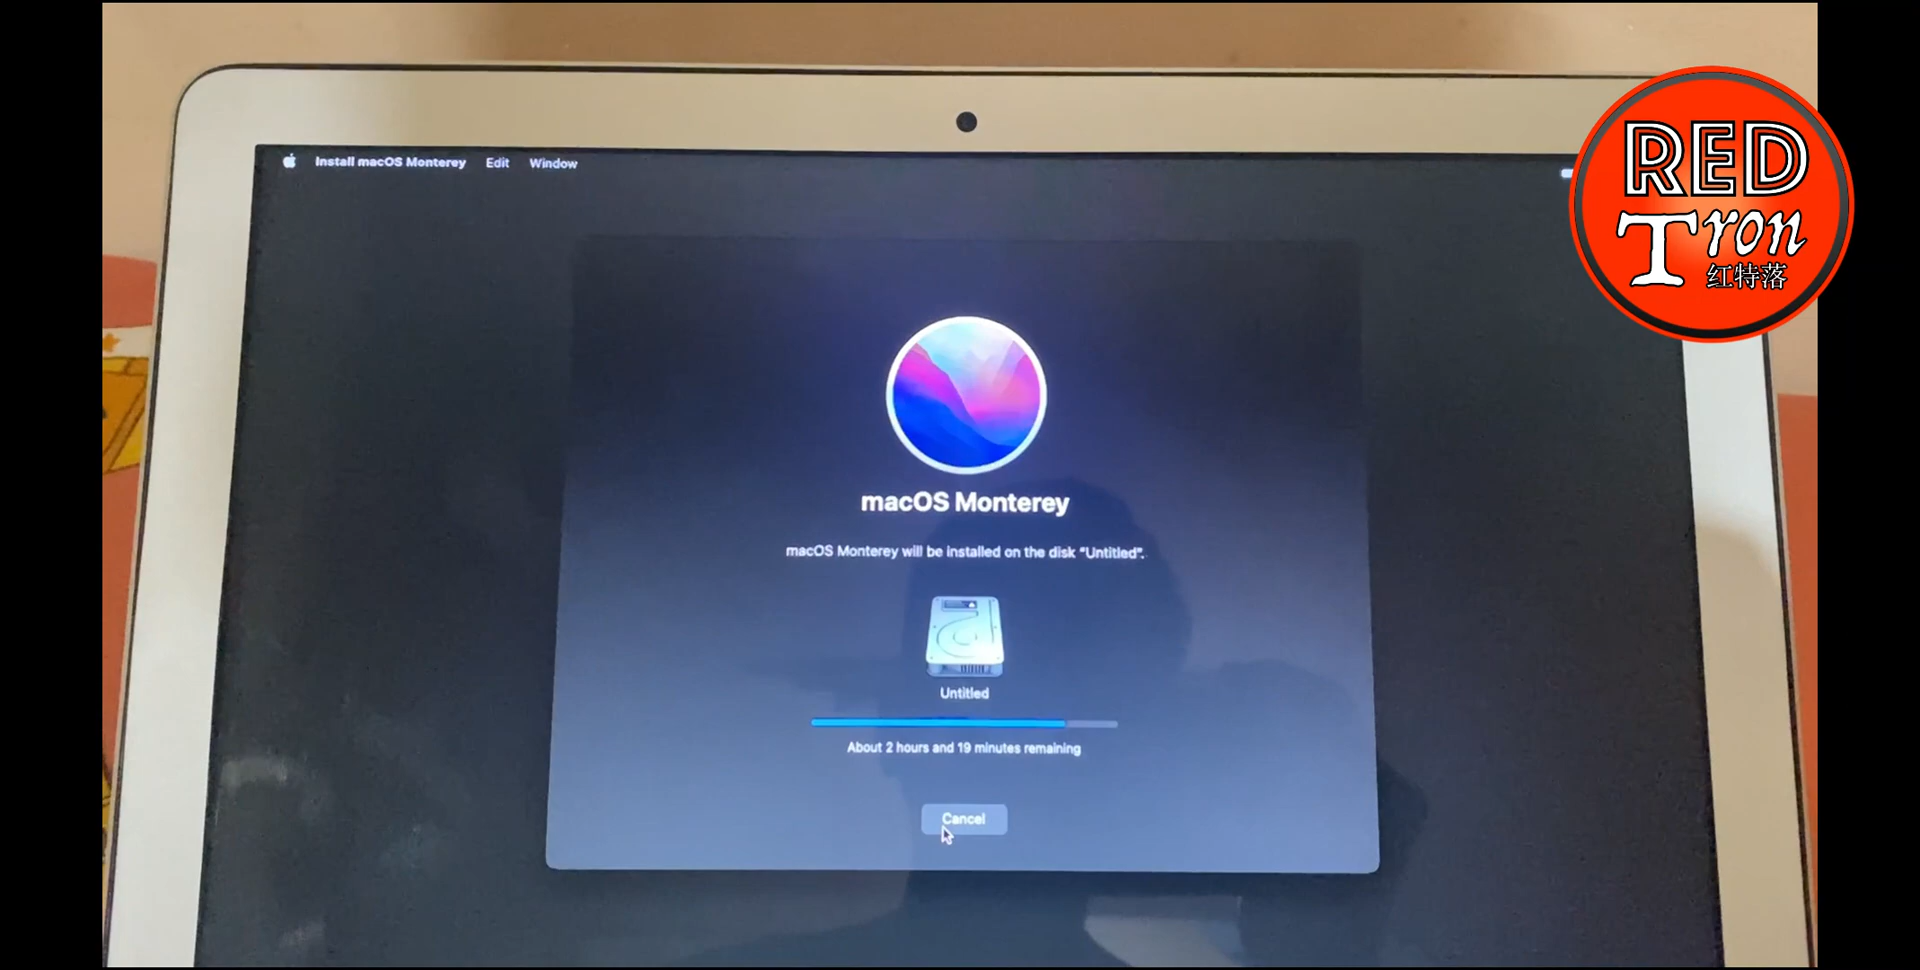 Install macOS Monterey Edit Window
RED
Tron
红特落
macOS Monterey
macOS Monterey will be installed on the disk “Untitled”.
Untitled
About 2 hours and 19 minutes remaining
Cancel